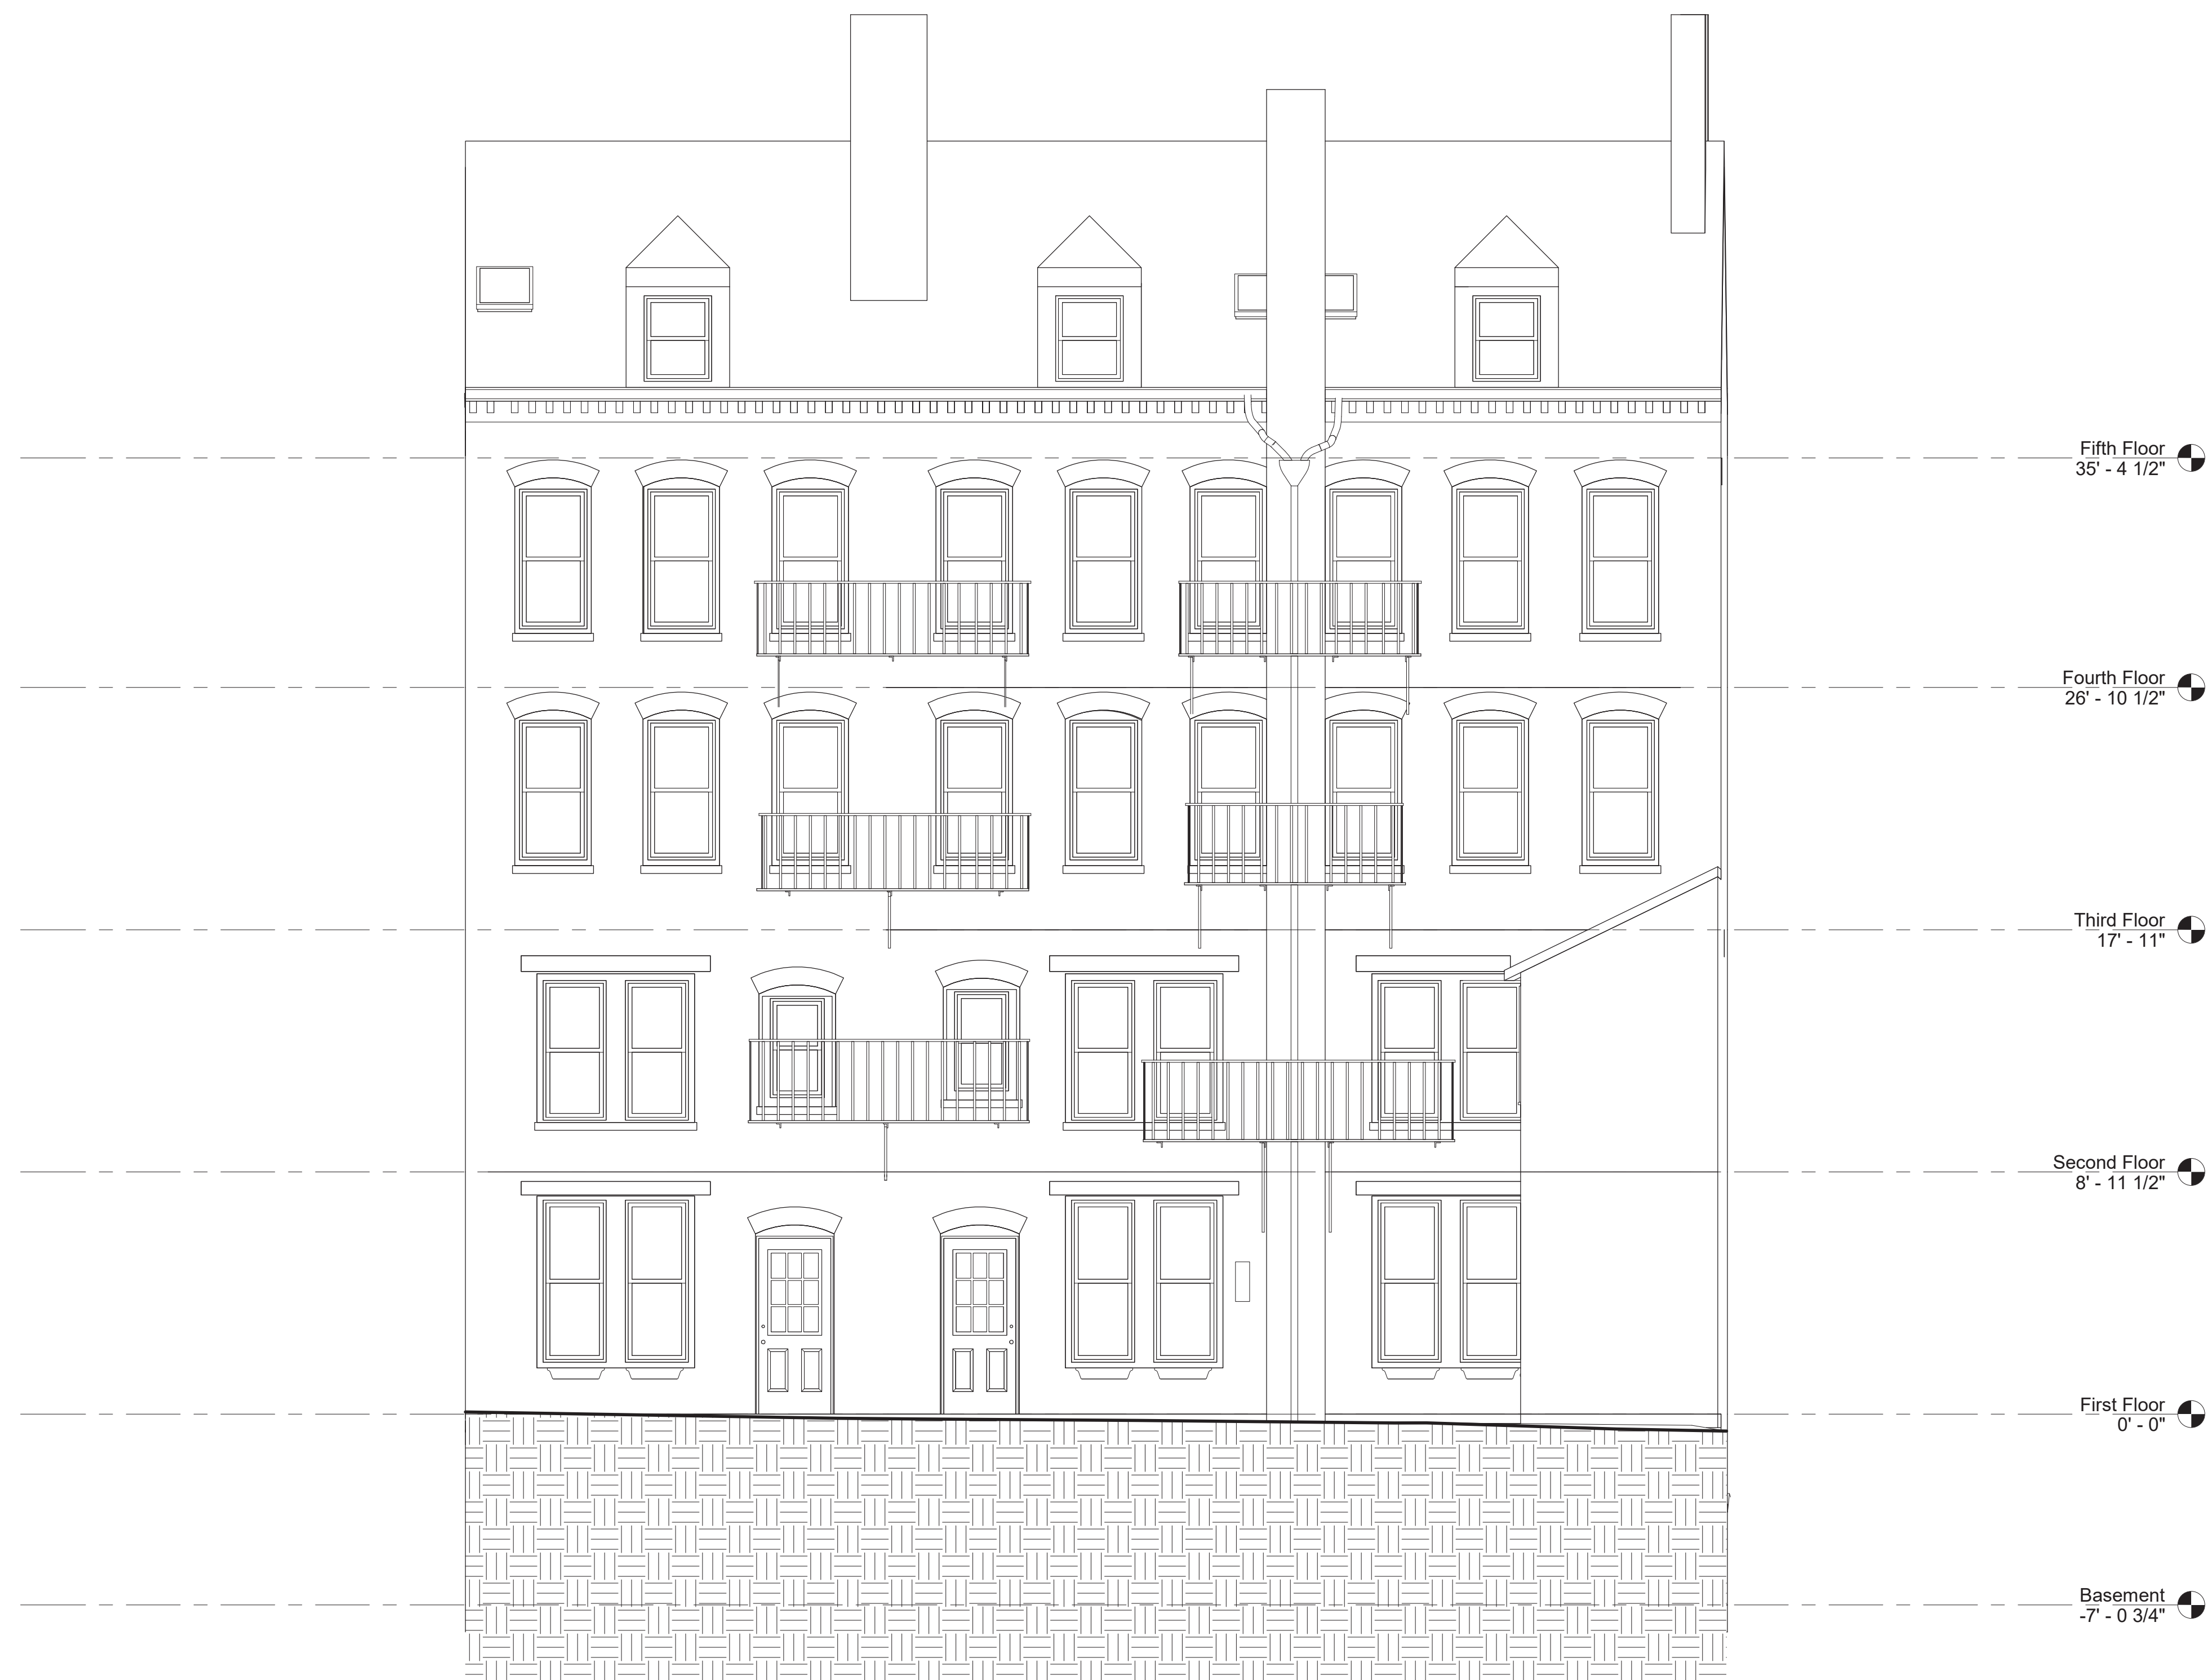 Fifth Floor
35' - 4 1/2"
Fourth Floor
26' - 10 1/2"
Third Floor
17' - 11"
Second Floor
8' - 11 1/2"
First Floor
0' - 0"
Basement
-7' - 0 3/4"